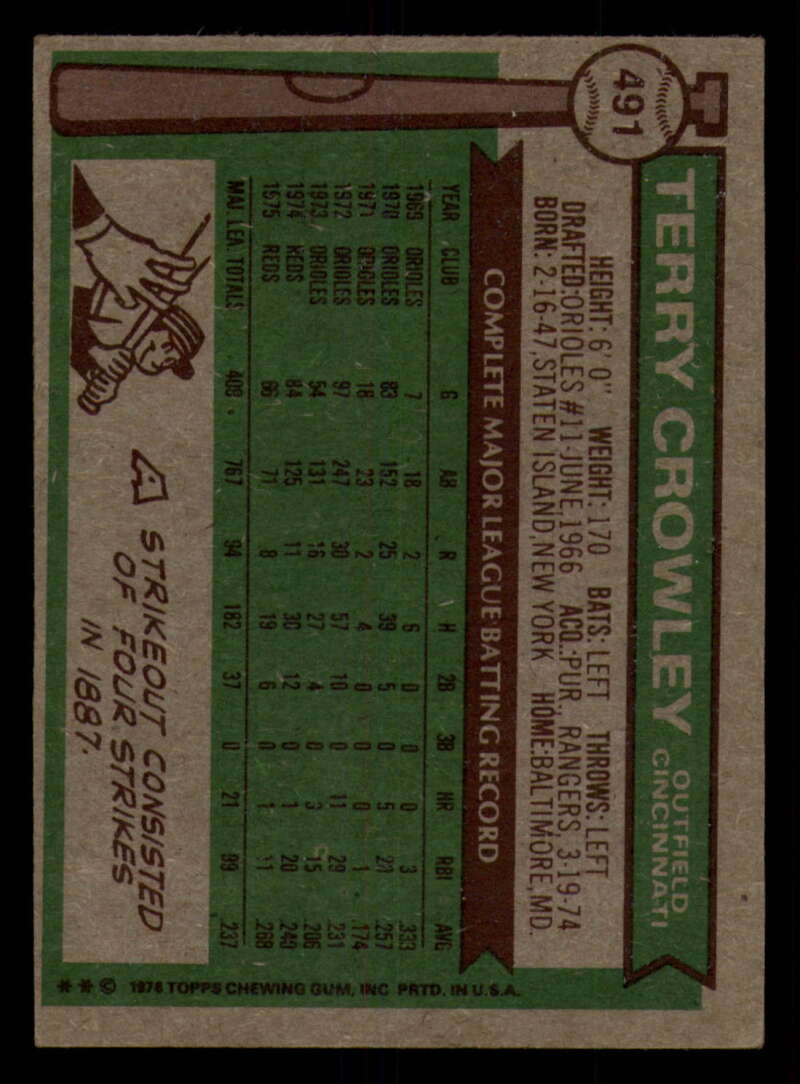 491
TERRY CROWLEY
OUTFIELD
CINCINNATI
HEIGHT: 6' 0" WEIGHT: 170 BATS: LEFT THROWS: LEFT
DRAFTED: ORIOLES #11-JUNE, 1966 ACQ.: PUR., RANGERS, 3-19-74
BORN: 2-16-47, STATEN ISLAND, NEW YORK HOME: BALTIMORE, MD.
COMPLETE MAJOR LEAGUE BATTING RECORD
YEAR CLUB G AB R H 2B 3B HR RBI AVG
1969 ORIOLES 7 18 2 6 0 0 0 3 .333
1970 ORIOLES 83 152 25 39 5 0 5 20 .257
1971 ORIOLES 18 23 2 4 0 0 0 1 .174
1972 ORIOLES 97 247 30 57 10 0 11 29 .231
1973 ORIOLES 54 131 16 27 4 0 3 15 .206
1974 REDS 84 125 11 30 12 0 1 20 .240
1975 REDS 66 71 8 19 6 0 1 11 .268
MAJ. LEA. TOTALS 409 767 94 182 37 0 21 99 .237
A STRIKEOUT CONSISTED
OF FOUR STRIKES
IN 1887.
** © 1976 TOPPS CHEWING GUM, INC. PRTD. IN U.S.A.